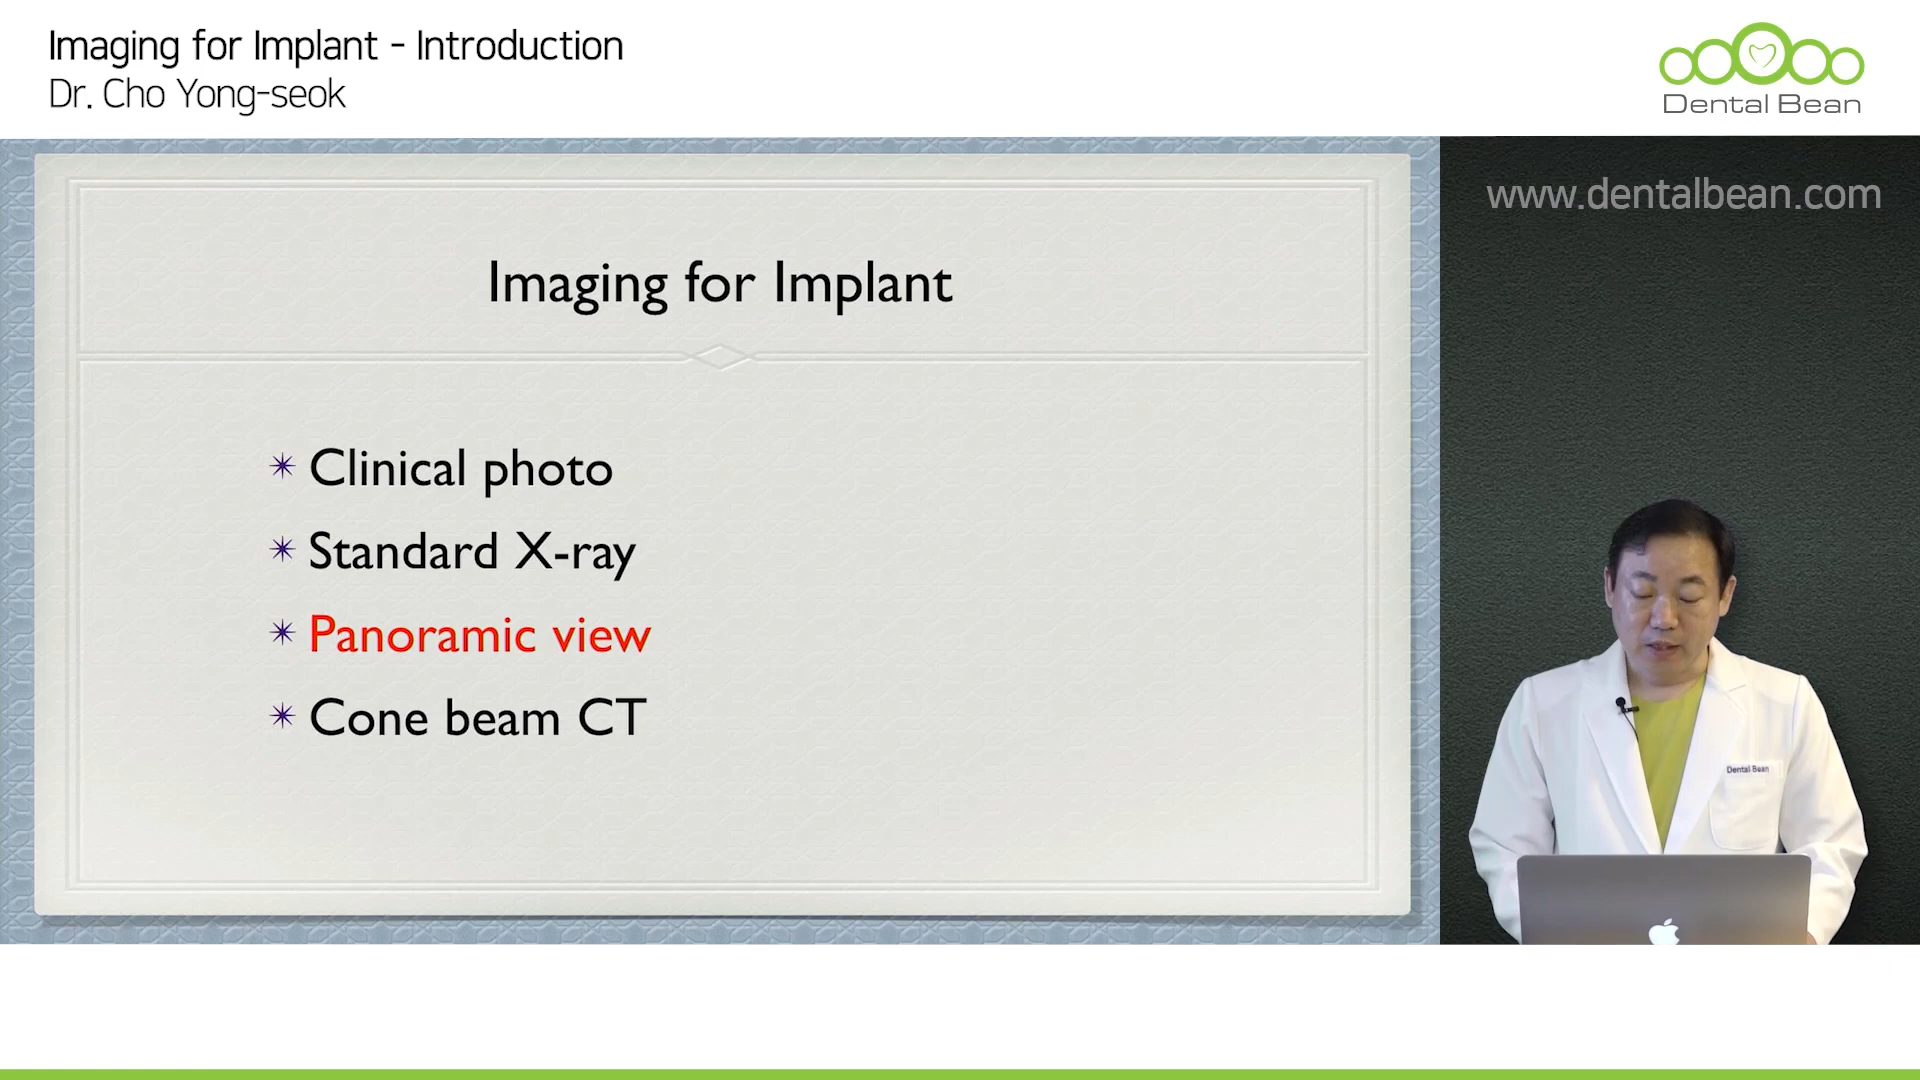 Imaging for Implant - Introduction
Dr. Cho Yong-seok
Dental Bean
www.dentalbean.com
Imaging for Implant
Clinical photo
Standard X-ray
Panoramic view
Cone beam CT
Dental Bean